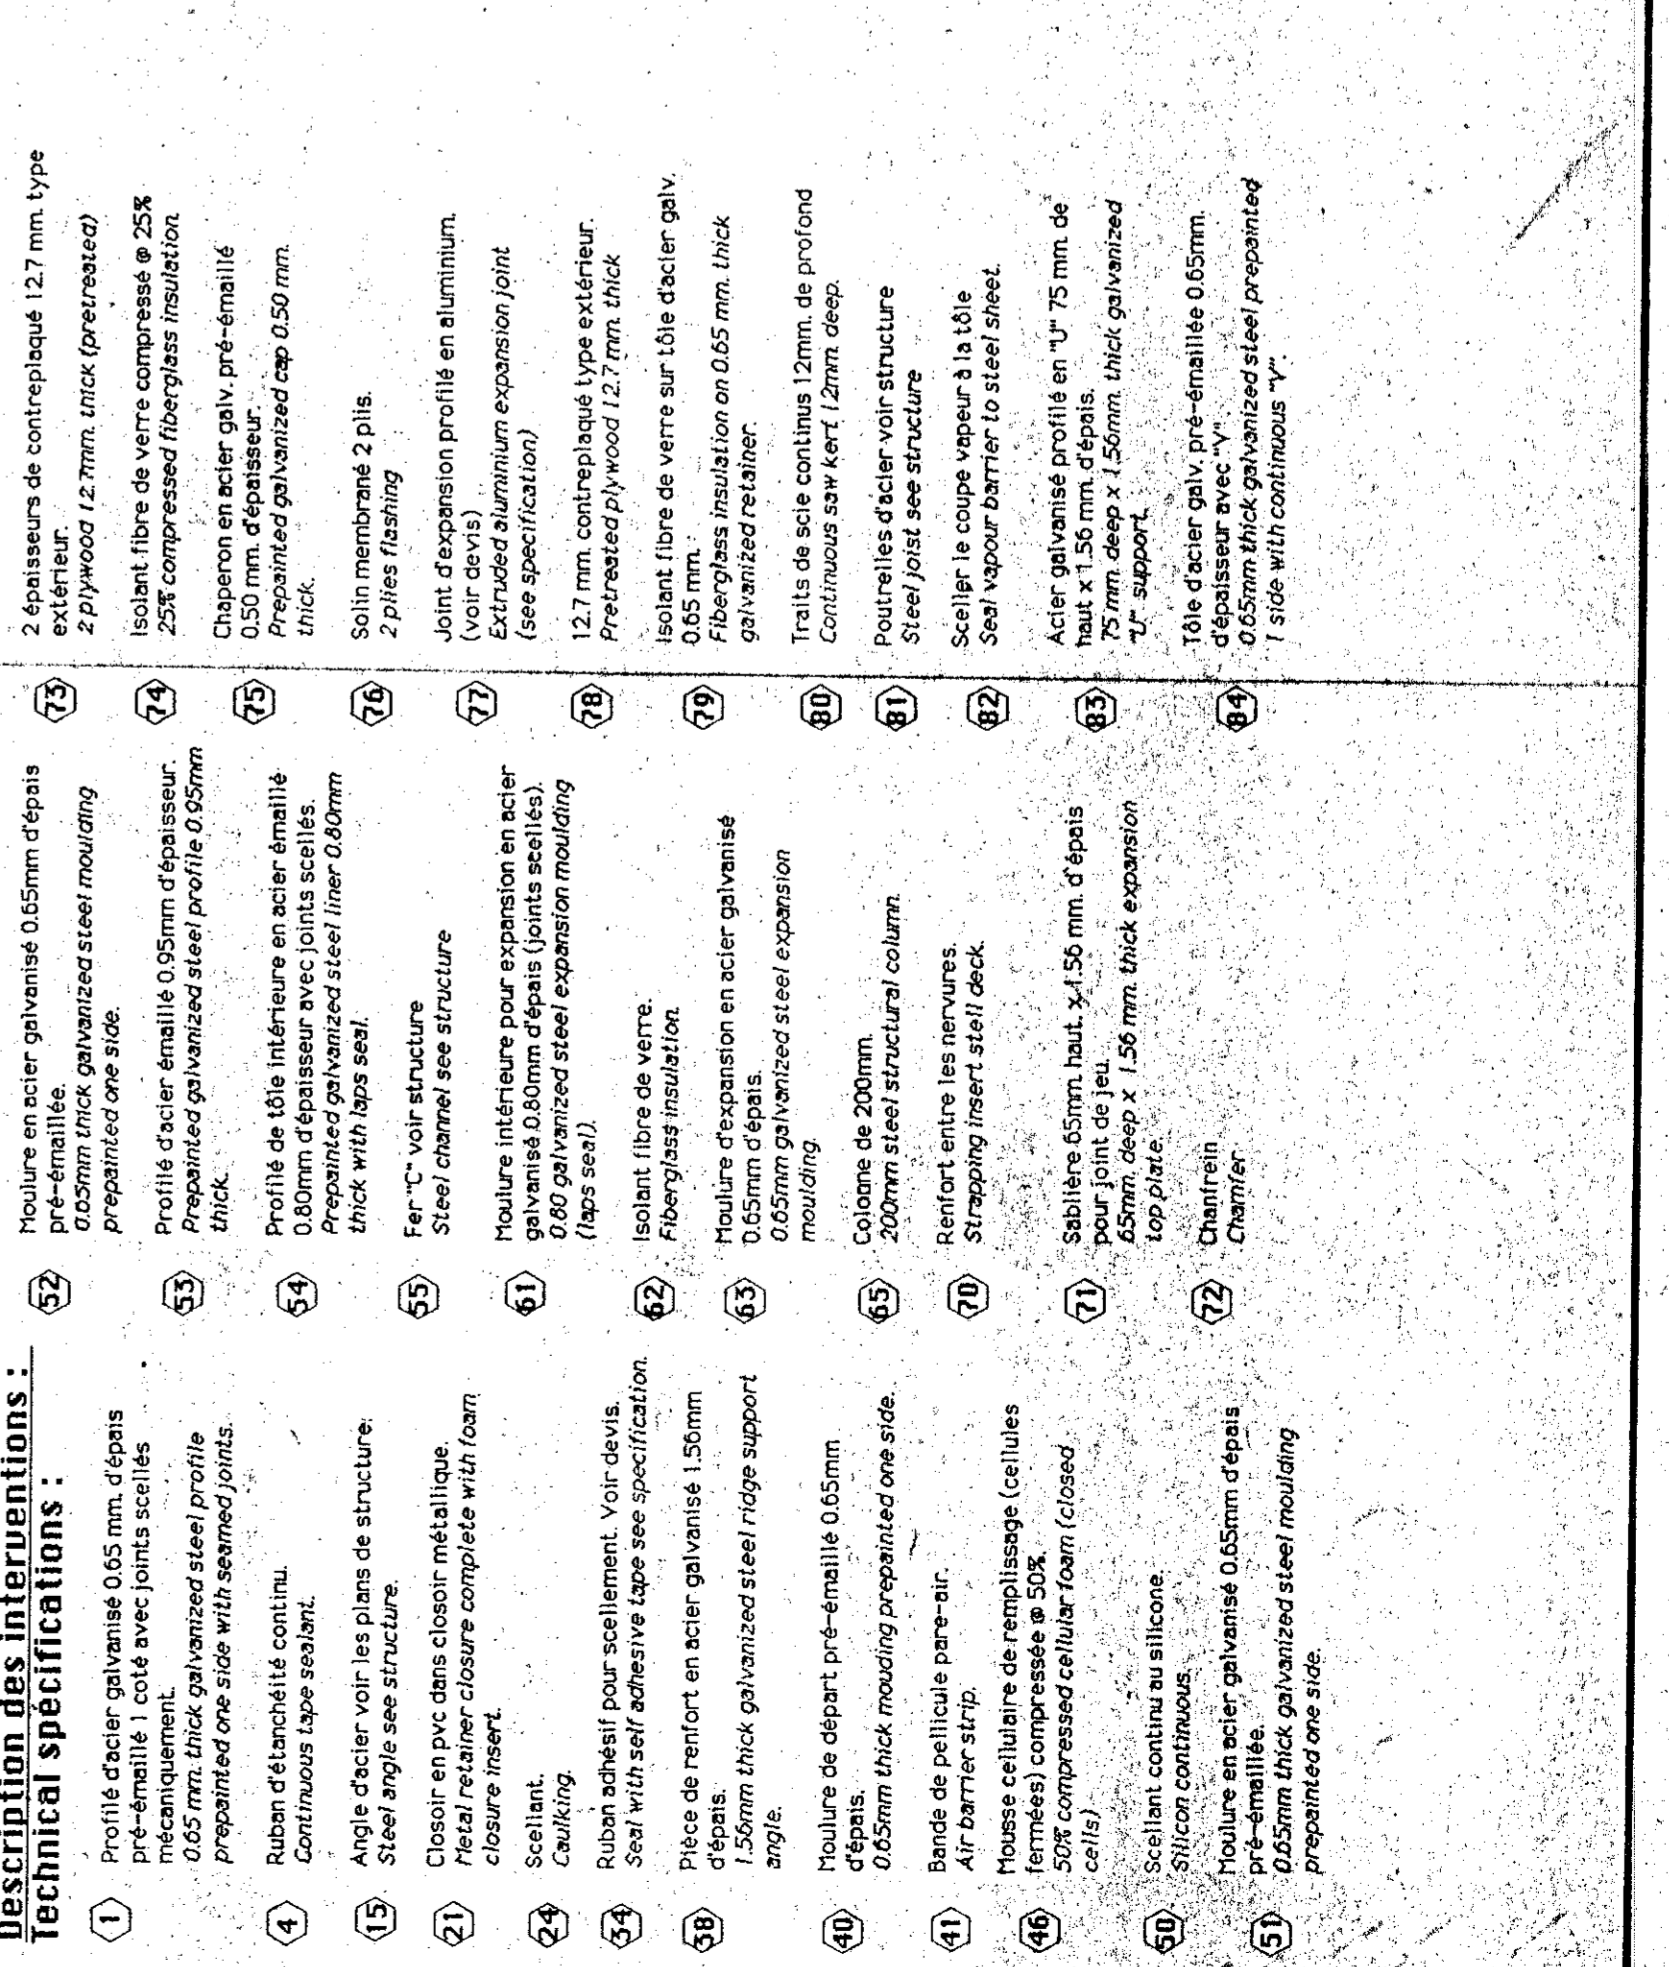 Description des interventions :
Technical spécifications :
1
Profilé d'acier galvanisé 0.65 mm. d'épais
pré-émaillé 1 coté avec joints scellés
mécaniquement.
0.65 mm. thick galvanized steel profile
prepainted one side with seamed joints.
4
Ruban d'étanchéité continu.
Continuous tape sealant.
15
Angle d'acier voir les plans de structure.
Steel angle see structure.
21
Closoir en pvc dans closoir métallique.
Metal retainer closure complete with foam
closure insert.
24
Scellant.
Caulking.
34
Ruban adhésif pour scellement. Voir devis.
Seal with self adhesive tape see specification.
38
Pièce de renfort en acier galvanisé 1.56mm
d'épais.
1.56mm thick galvanized steel ridge support
angle.
40
Moulure de départ pré-émaillé 0.65mm
d'épais.
0.65mm thick mouding prepainted one side.
41
Bande de pellicule pare-air.
Air barrier strip.
46
Mousse cellulaire de remplissage (cellules
fermées) compressée @ 50%.
50% compressed cellular foam (closed
cells)
50
Scellant continu au silicone.
Silicon continuous.
51
Moulure en acier galvanisé 0.65mm d'épais
pré-émaillée.
0.65mm thick galvanized steel moulding
prepainted one side.
52
Moulure en acier galvanisé 0.65mm d'épais
pré-émaillée.
0.65mm thick galvanized steel moulding
prepainted one side.
53
Profilé d'acier émaillé 0.95mm d'épaisseur.
Prepainted galvanized steel profile 0.95mm
thick.
54
Profilé de tôle intérieure en acier émaillé
0.80mm d'épaisseur avec joints scellés.
Prepainted galvanized steel liner 0.80mm
thick with laps seal.
55
Fer "C" voir structure
Steel channel see structure
61
Moulure intérieure pour expansion en acier
galvanisé 0.80mm d'épais (joints scellés).
0.80 galvanized steel expansion moulding
(laps seal).
62
Isolant fibre de verre.
Fiberglass insulation.
63
Moulure d'expansion en acier galvanisé
0.65mm d'épais.
0.65mm galvanized steel expansion
moulding.
65
Colonne de 200mm.
200mm steel structural column.
70
Renfort entre les nervures.
Strapping insert stell deck.
71
Sablière 65mm. haut. x 1.56 mm. d'épais
pour joint de jeu.
65mm. deep x 1.56 mm. thick expansion
top plate.
72
Chanfrein
Chamfer
73
2 épaisseurs de contreplaqué 12.7 mm. type
extérieur.
2 plywood 12.7mm. thick (pretreated)
74
Isolant fibre de verre compressé @ 25%
25% compressed fiberglass insulation
75
Chaperon en acier galv. pré-émaillé
0.50 mm. d'épaisseur.
Prepainted galvanized cap 0.50 mm.
thick.
76
Solin membrané 2 plis.
2 plies flashing
77
Joint d'expansion profilé en aluminium.
(voir devis)
Extruded aluminium expansion joint
(see specification)
78
12.7 mm. contreplaqué type extérieur.
Pretreated plywood 12.7 mm. thick
79
Isolant fibre de verre sur tôle d'acier galv.
0.65 mm.
Fiberglass insulation on 0.65 mm. thick
galvanized retainer.
80
Traits de scie continus 12mm. de profond
Continuous saw kerf 12mm. deep.
81
Poutrelles d'acier voir structure
Steel joist see structure
82
Sceller le coupe vapeur à la tôle
Seal vapour barrier to steel sheet.
83
Acier galvanisé profilé en "U" 75 mm. de
haut x 1.56 mm. d'épais.
75 mm. deep x 1.56mm. thick galvanized
"U" support.
84
Tôle d'acier galv. pré-émaillée 0.65mm.
d'épaisseur avec "V".
0.65mm thick galvanized steel prepainted
1 side with continuous "V".